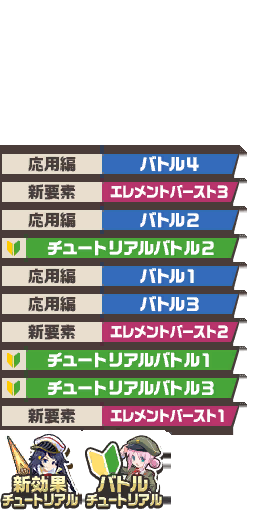 応用編 バトル4
新要素 エレメントバースト3
応用編 バトル2
チュートリアルバトル2
応用編 バトル1
応用編 バトル3
新要素 エレメントバースト2
チュートリアルバトル1
チュートリアルバトル3
新要素 エレメントバースト1
新効果
チュートリアル
バトル
チュートリアル